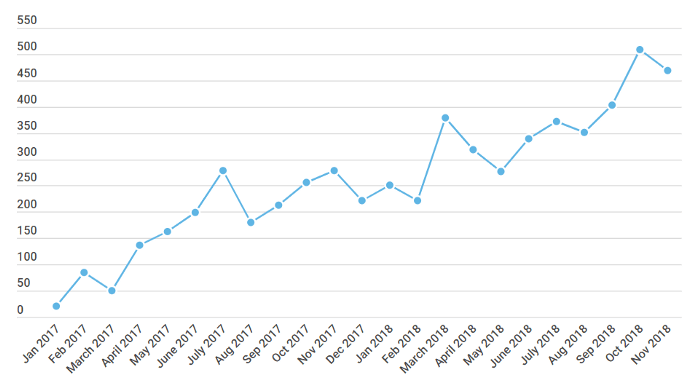 550
500
450
400
350
300
250
200
150
100
50
0
Jan 2017
Feb 2017
March 2017
April 2017
May 2017
June 2017
July 2017
Aug 2017
Sep 2017
Oct 2017
Nov 2017
Dec 2017
Jan 2018
Feb 2018
March 2018
April 2018
May 2018
June 2018
July 2018
Aug 2018
Sep 2018
Oct 2018
Nov 2018